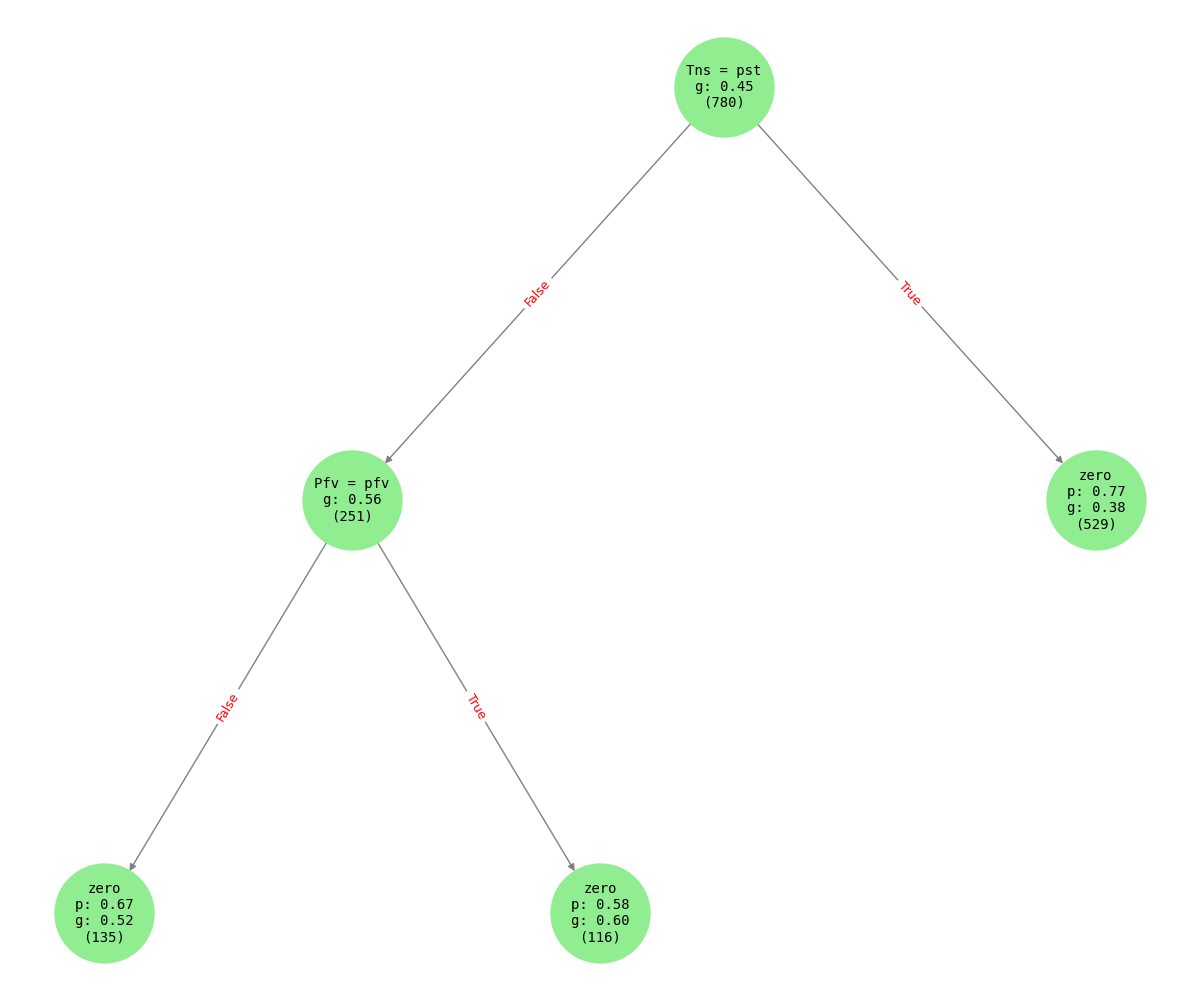 Tns = pst
g: 0.45
(780)
False
True
Pfv = pfv
g: 0.56
(251)
zero
p: 0.77
g: 0.38
(529)
False
True
zero
p: 0.67
g: 0.52
(135)
zero
p: 0.58
g: 0.60
(116)